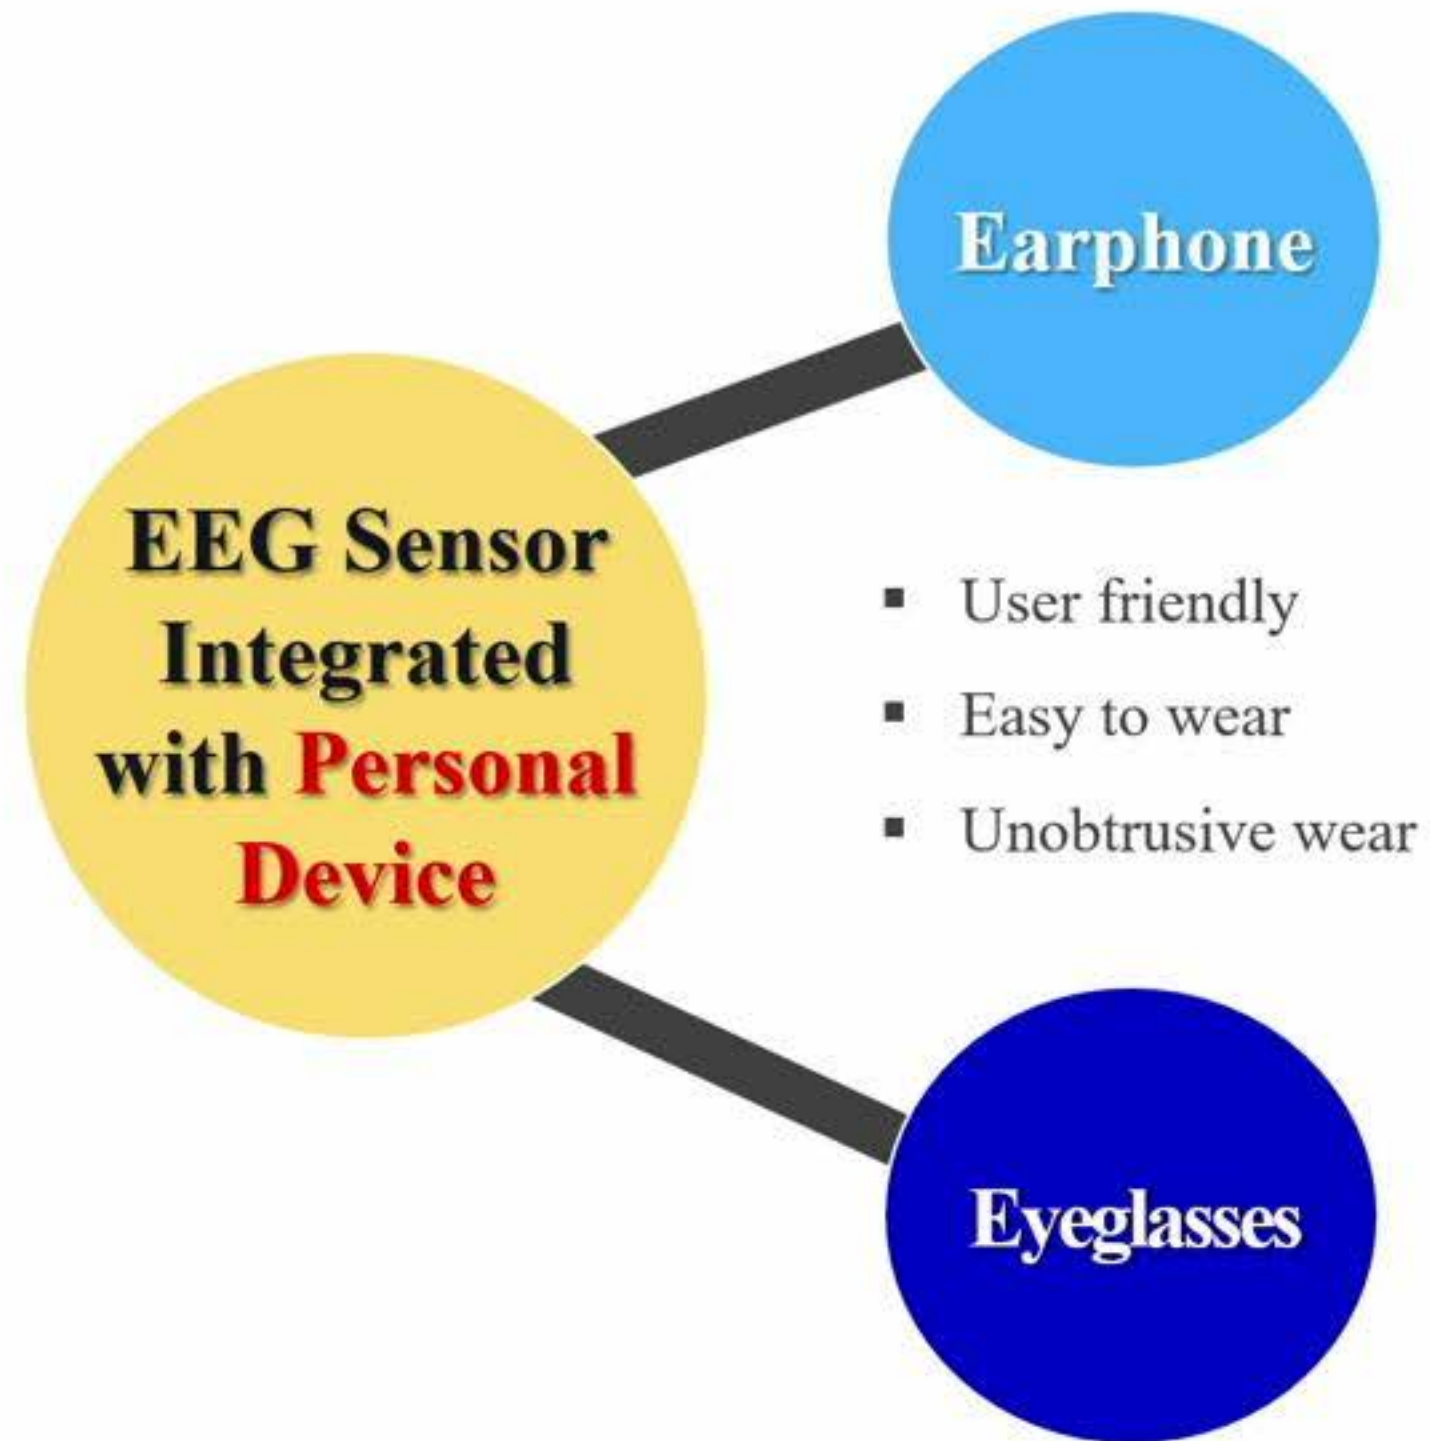 Earphone
EEG Sensor
Integrated
with Personal
Device
▪ User friendly
▪ Easy to wear
▪ Unobtrusive wear
Eyeglasses